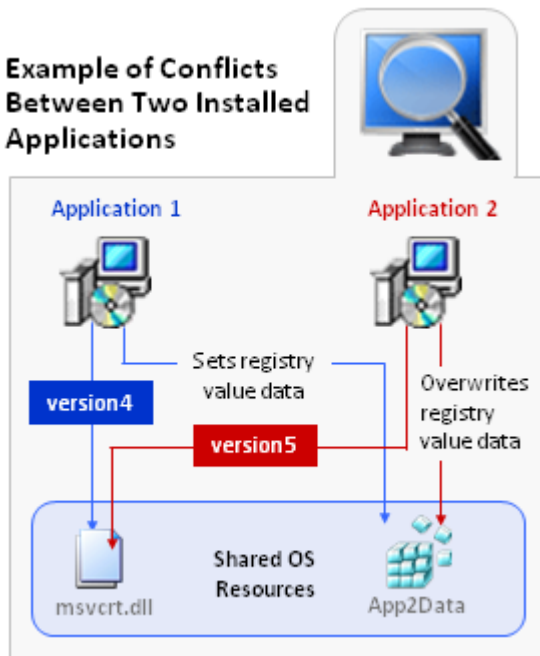 Example of Conflicts
Between Two Installed
Applications
Application 1
Application 2
Sets registry
value data
Overwrites
registry
value data
version4
version5
Shared OS
Resources
msvcrt.dll
App2Data